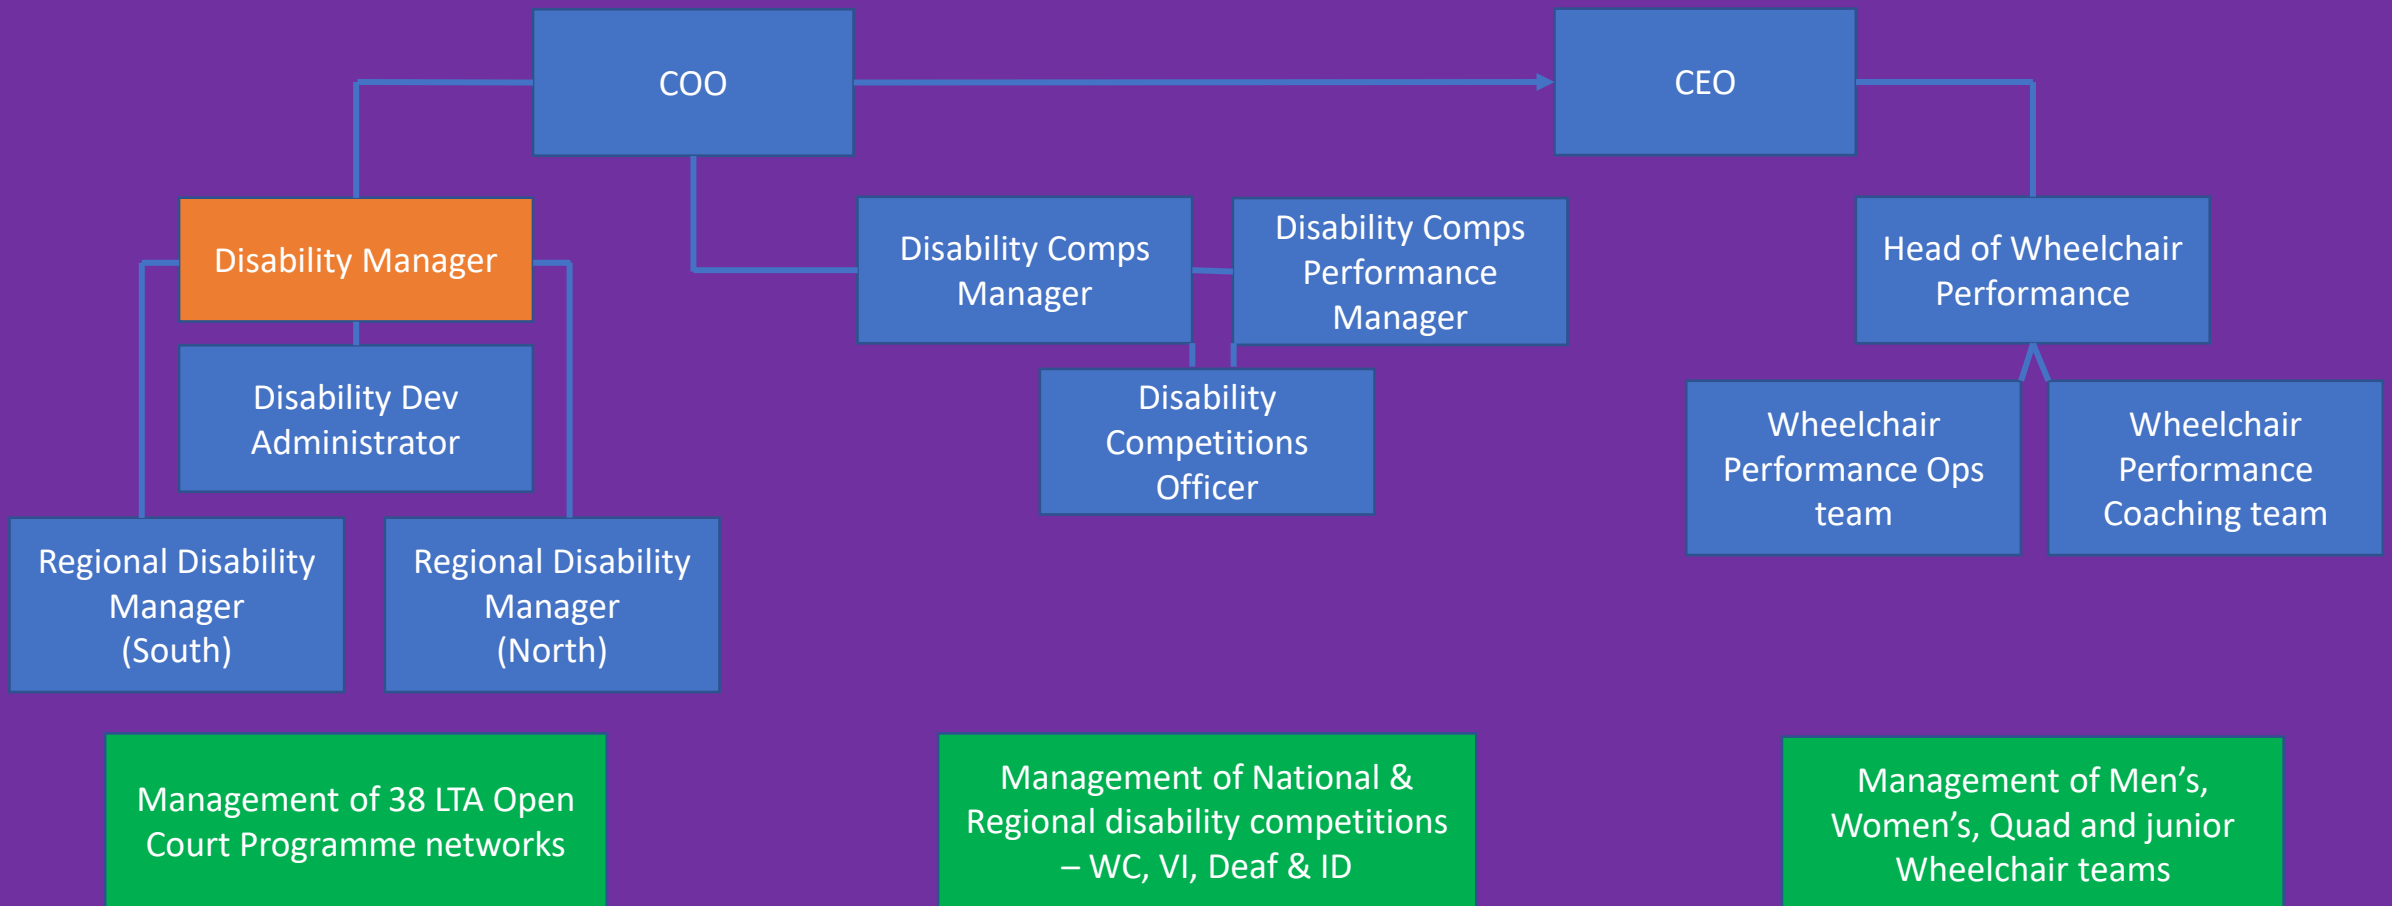 COO
CEO
Disability Manager
Disability Comps
Manager
Disability Comps
Performance
Manager
Head of Wheelchair
Performance
Disability Dev
Administrator
Disability
Competitions
Officer
Wheelchair
Performance Ops
team
Wheelchair
Performance
Coaching team
Regional Disability
Manager
(South)
Regional Disability
Manager
(North)
Management of 38 LTA Open
Court Programme networks
Management of National &
Regional disability competitions
– WC, VI, Deaf & ID
Management of Men’s,
Women’s, Quad and junior
Wheelchair teams